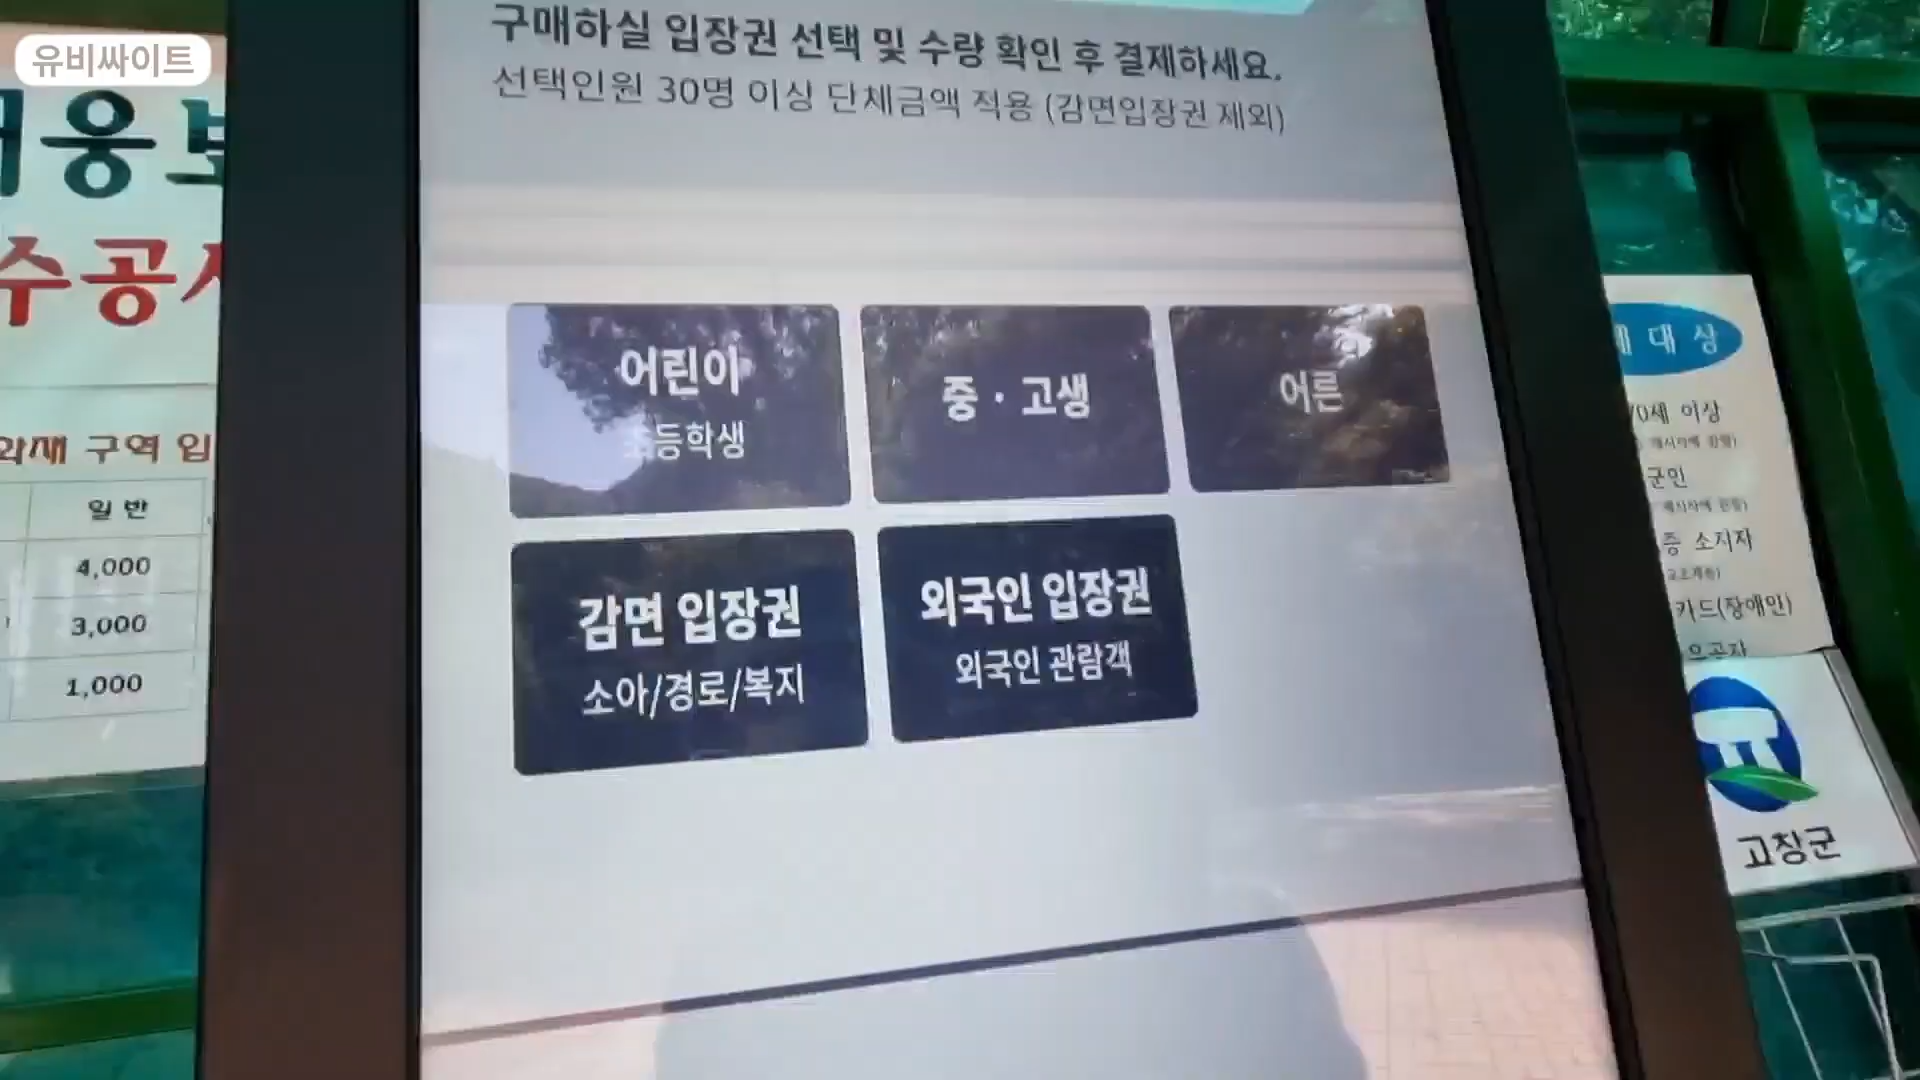 유비싸이트
구매하실 입장권 선택 및 수량 확인 후 결제하세요.
선택인원 30명 이상 단체금액 적용 (감면입장권 제외)
어린이
초등학생
중·고생
어른
감면 입장권
소아/경로/복지
외국인 입장권
외국인 관람객
수공
구역 입
일반
4,000
3,000
1,000
대상
70세 이상
군인
증 소지자
카드(장애인)
고창군